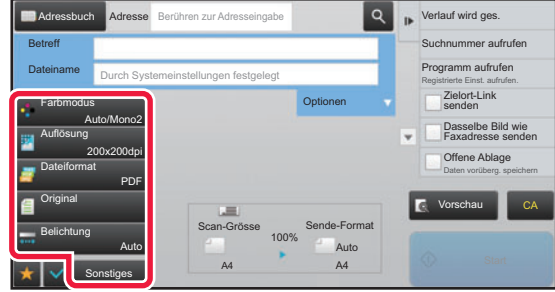 Adressbuch
Adresse
Berühren zur Adresseingabe
Verlauf wird ges.
Betreff
Suchnummer aufrufen
Dateiname
Durch Systemeinstellungen festgelegt
Programm aufrufen
Registrierte Einst. aufrufen.
Farbmodus
Auto/Mono2
Optionen
Zielort-Link
senden
Auflösung
200x200dpi
Dasselbe Bild wie
Faxadresse senden
Dateiformat
PDF
Offene Ablage
Daten vorüberg. speichern
Original
Vorschau
CA
Belichtung
Auto
Scan-Grösse
100%
Sende-Format
Auto
A4
A4
Sonstiges
Start